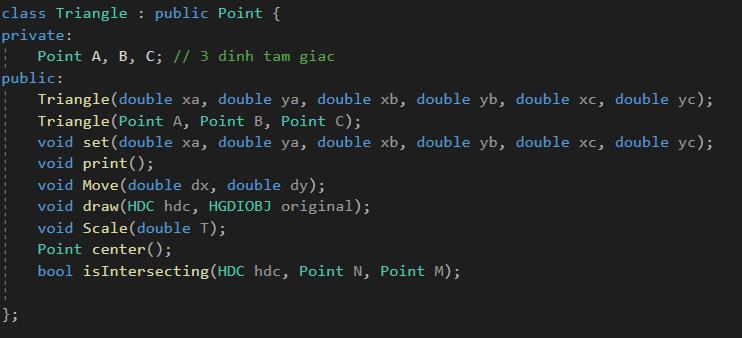 class Triangle : public Point {
private:
    Point A, B, C; // 3 dinh tam giac
public:
    Triangle(double xa, double ya, double xb, double yb, double xc, double yc);
    Triangle(Point A, Point B, Point C);
    void set(double xa, double ya, double xb, double yb, double xc, double yc);
    void print();
    void Move(double dx, double dy);
    void draw(HDC hdc, HGDIOBJ original);
    void Scale(double T);
    Point center();
    bool isIntersecting(HDC hdc, Point N, Point M);
};